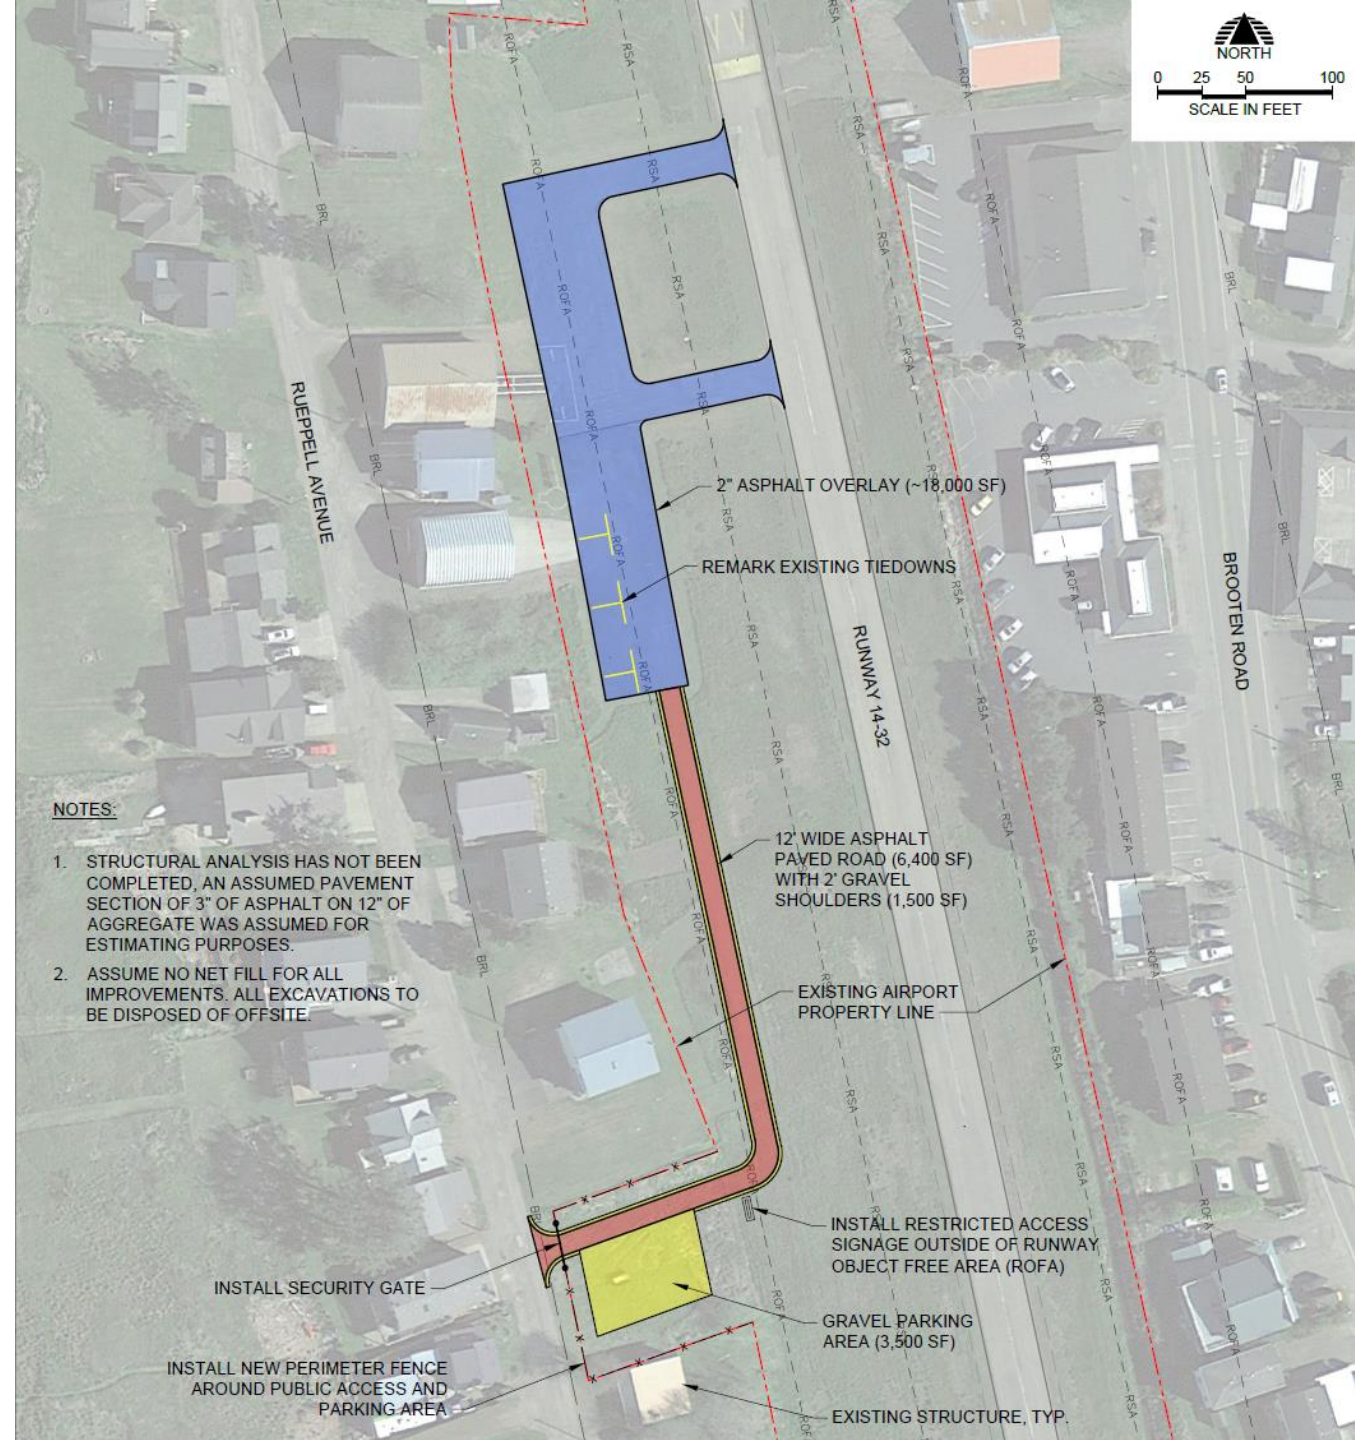 NORTH
0 25 50 100
SCALE IN FEET
RUEPPELL AVENUE
2" ASPHALT OVERLAY (~18,000 SF)
REMARK EXISTING TIEDOWNS
RUNWAY 14-32
BROOTEN ROAD
NOTES:
1. STRUCTURAL ANALYSIS HAS NOT BEEN
COMPLETED, AN ASSUMED PAVEMENT
SECTION OF 3" OF ASPHALT ON 12" OF
AGGREGATE WAS ASSUMED FOR
ESTIMATING PURPOSES.
2. ASSUME NO NET FILL FOR ALL
IMPROVEMENTS. ALL EXCAVATIONS TO
BE DISPOSED OF OFFSITE.
12' WIDE ASPHALT
PAVED ROAD (6,400 SF)
WITH 2' GRAVEL
SHOULDERS (1,500 SF)
EXISTING AIRPORT
PROPERTY LINE
INSTALL RESTRICTED ACCESS
SIGNAGE OUTSIDE OF RUNWAY
OBJECT FREE AREA (ROFA)
INSTALL SECURITY GATE
GRAVEL PARKING
AREA (3,500 SF)
INSTALL NEW PERIMETER FENCE
AROUND PUBLIC ACCESS AND
PARKING AREA
EXISTING STRUCTURE, TYP.
BRL
ROFA
RSA